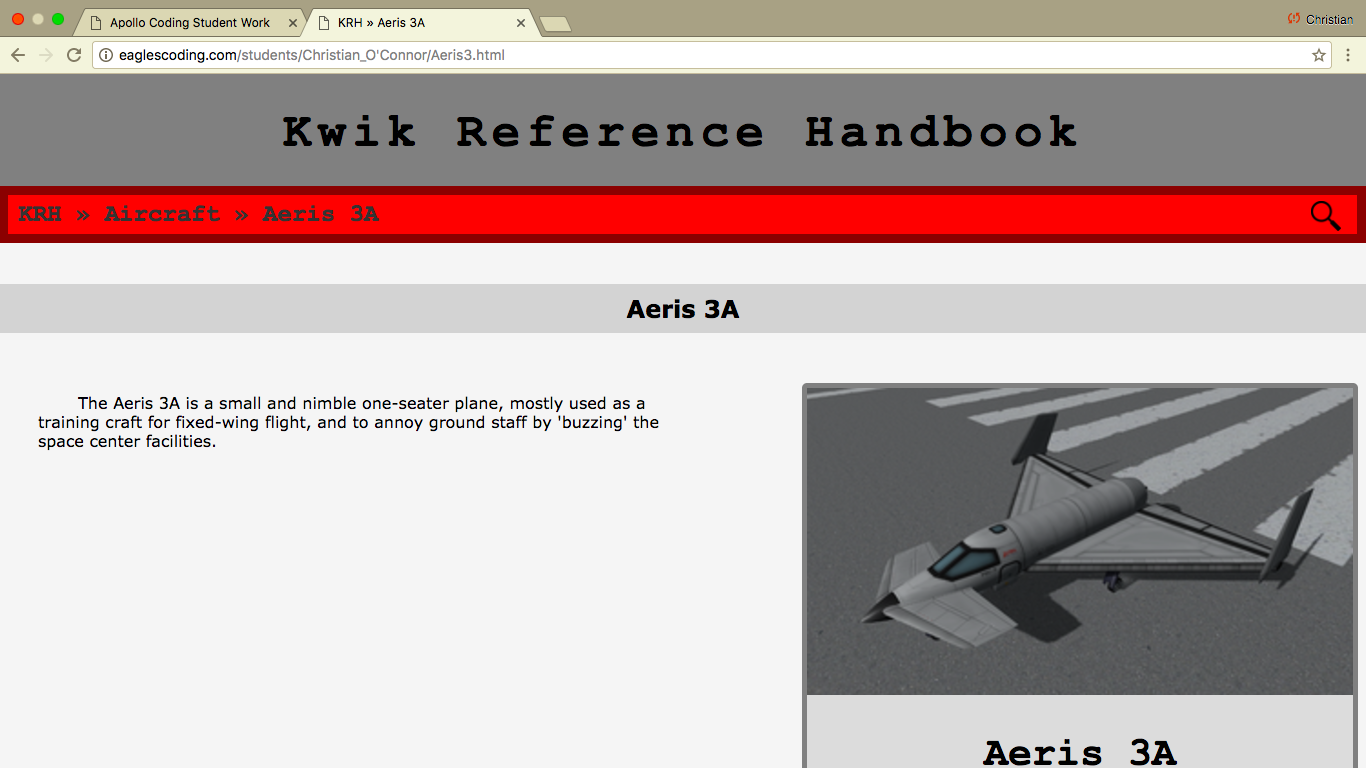 Apollo Coding Student Work
KRH » Aeris 3A
Christian
eaglescoding.com/students/Christian_O'Connor/Aeris3.html
Kwik Reference Handbook
KRH » Aircraft » Aeris 3A
Aeris 3A
The Aeris 3A is a small and nimble one-seater plane, mostly used as a
training craft for fixed-wing flight, and to annoy ground staff by 'buzzing' the
space center facilities.
Aeris 3A